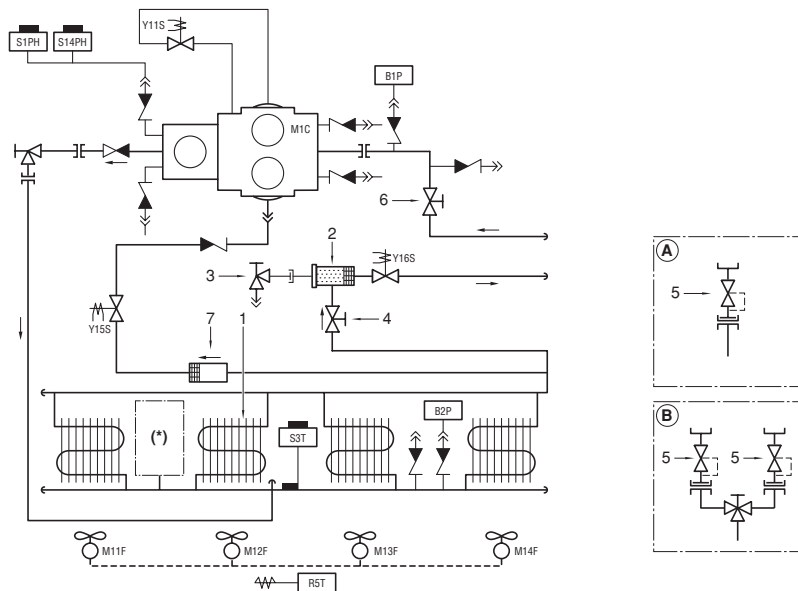 Y11S
S1PH S14PH
B1P
M1C
6
2
A
3
Y16S
5
Y15S
4
7 1
B
(*)
B2P
S3T
5 5
M11F M12F M13F M14F
R5T